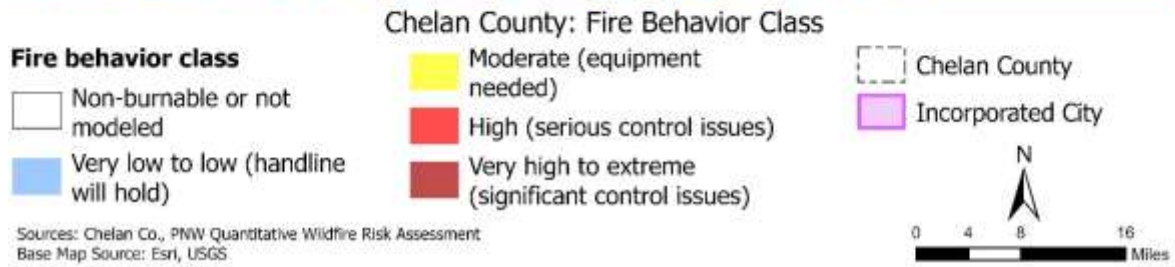 Chelan County: Fire Behavior Class
Fire behavior class
Non-burnable or not
modeled
Very low to low (handline
will hold)
Moderate (equipment
needed)
High (serious control issues)
Very high to extreme
(significant control issues)
Chelan County
Incorporated City
N
0 4 8 16
Miles
Sources: Chelan Co., PNW Quantitative Wildfire Risk Assessment
Base Map Source: Esri, USGS